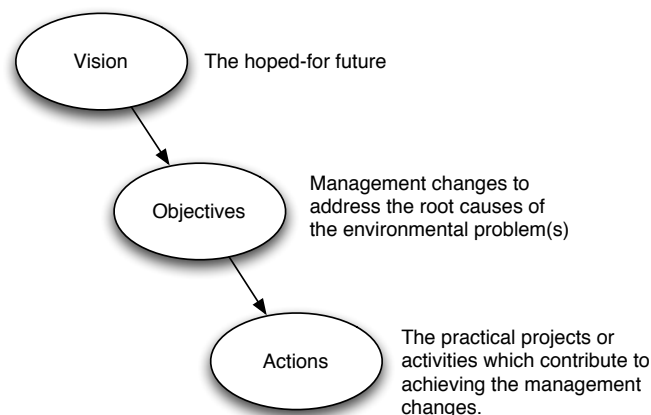 Vision
The hoped-for future
Objectives
Management changes to
address the root causes of
the environmental problem(s)
Actions
The practical projects or
activities which contribute to
achieving the management
changes.